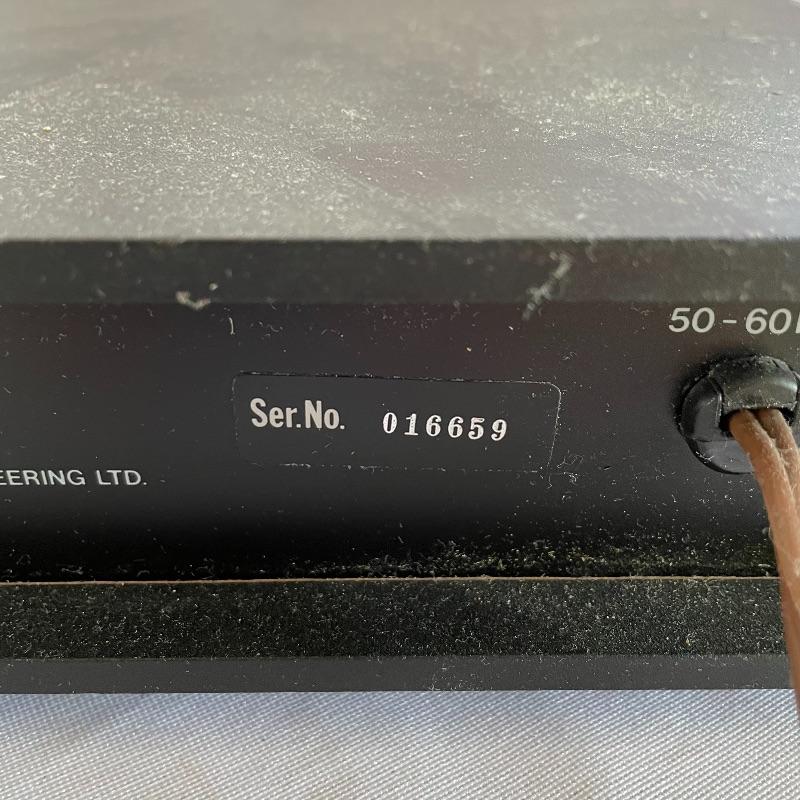 50-60
Ser.No. 016659
EERING LTD.